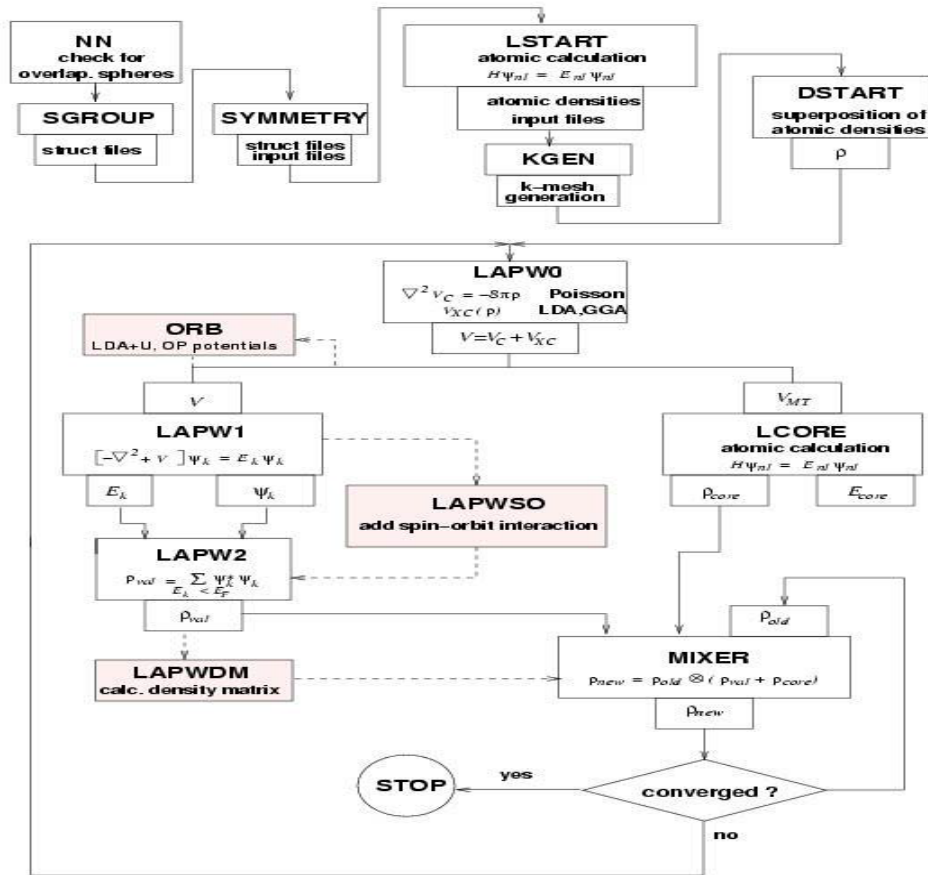 NN
check for
overlap. spheres
SGROUP
struct files
SYMMETRY
struct files
input files
LSTART
atomic calculation
Hψnl = Enl ψnl
atomic densities
input files
KGEN
k-mesh
generation
DSTART
superposition of
atomic densities
ρ
LAPW0
∇²VC = -8πρ Poisson
VXC(ρ) LDA,GGA
V=VC+VXC
ORB
LDA+U, OP potentials
V
LAPW1
[-∇²+V]ψk = Ek ψk
Ek
ψk
VMT
LCORE
atomic calculation
Hψnl = Enl ψnl
ρcore
Ecore
LAPWSO
add spin-orbit interaction
LAPW2
ρval = Σ ψk* ψk
Ek < EF
ρval
LAPWDM
calc. density matrix
ρold
MIXER
ρnew = ρold ⊗ (ρval + ρcore)
ρnew
STOP
yes
converged ?
no